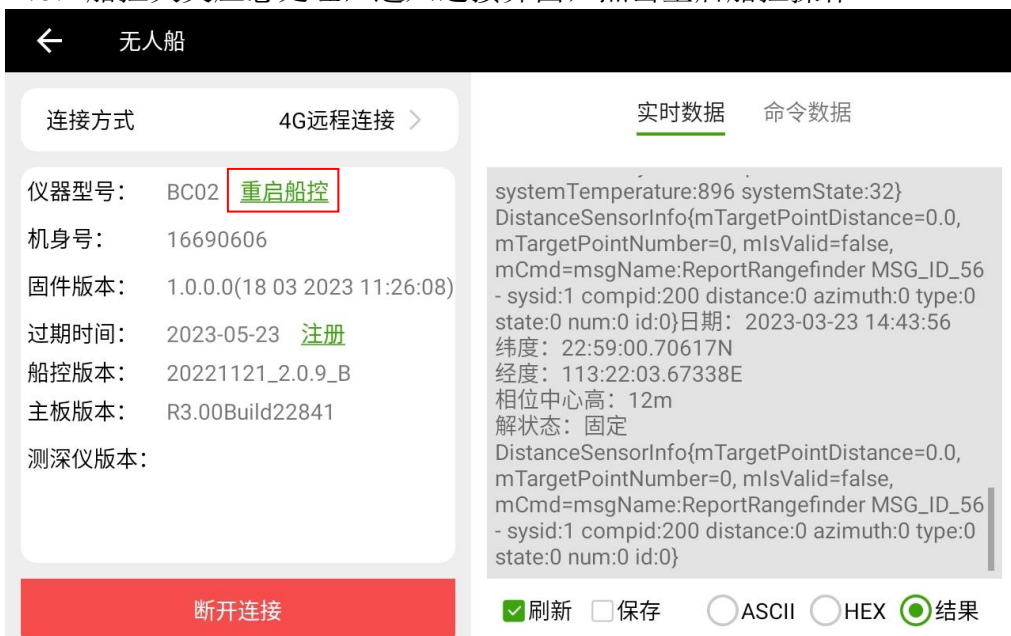 无人船
连接方式 4G远程连接
仪器型号： BC02 重启船控
机身号： 16690606
固件版本： 1.0.0.0(18 03 2023 11:26:08)
过期时间： 2023-05-23 注册
船控版本： 20221121_2.0.9_B
主板版本： R3.00Build22841
测深仪版本：
断开连接
实时数据 命令数据
systemTemperature:896 systemState:32}
DistanceSensorInfo{mTargetPointDistance=0.0,
mTargetPointNumber=0, mIsValid=false,
mCmd=msgName:ReportRangefinder MSG_ID_56
- sysid:1 compid:200 distance:0 azimuth:0 type:0
state:0 num:0 id:0}日期：2023-03-23 14:43:56
纬度：22:59:00.70617N
经度：113:22:03.67338E
相位中心高：12m
解状态：固定
DistanceSensorInfo{mTargetPointDistance=0.0,
mTargetPointNumber=0, mIsValid=false,
mCmd=msgName:ReportRangefinder MSG_ID_56
- sysid:1 compid:200 distance:0 azimuth:0 type:0
state:0 num:0 id:0}
刷新 保存 ASCII HEX 结果